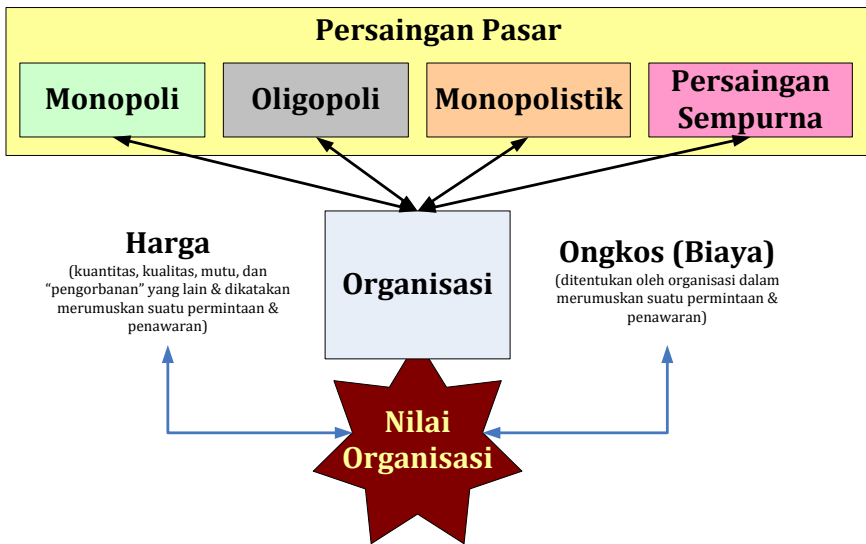 Persaingan Pasar
Monopoli
Oligopoli
Monopolistik
Persaingan
Sempurna
Harga
(kuantitas, kualitas, mutu, dan
“pengorbanan” yang lain & dikatakan
merumuskan suatu permintaan &
penawaran)
Organisasi
Ongkos (Biaya)
(ditentukan oleh organisasi dalam
merumuskan suatu permintaan &
penawaran)
Nilai
Organisasi